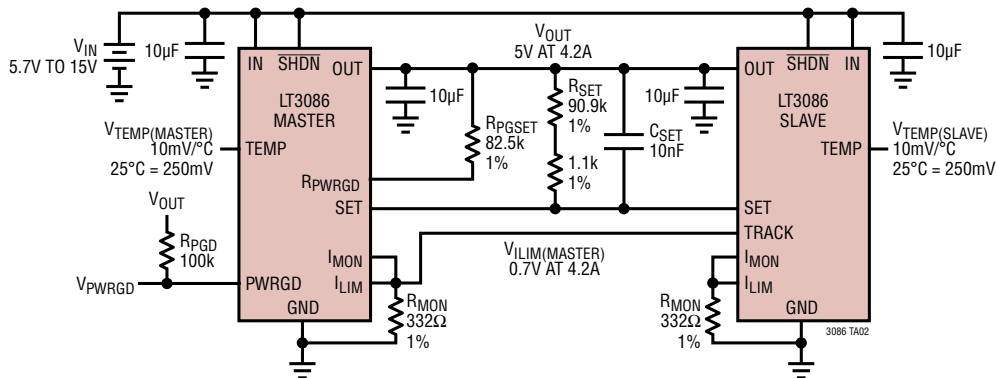 V_IN
5.7V TO 15V
10µF
IN
SHDN
OUT
LT3086
MASTER
V_TEMP(MASTER)
10mV/°C
25°C = 250mV
TEMP
R_PWRGD
SET
V_OUT
R_PGD
100k
V_PWRGD
PWRGD
I_MON
I_LIM
GND
R_MON
332Ω
1%
V_OUT
5V AT 4.2A
10µF
R_PGSET
82.5k
1%
R_SET
90.9k
1%
1.1k
1%
C_SET
10nF
10µF
V_ILIM(MASTER)
0.7V AT 4.2A
SHDN
IN
OUT
LT3086
SLAVE
TEMP
SET
TRACK
I_MON
I_LIM
GND
R_MON
332Ω
1%
10µF
V_TEMP(SLAVE)
10mV/°C
25°C = 250mV
3086 TA02